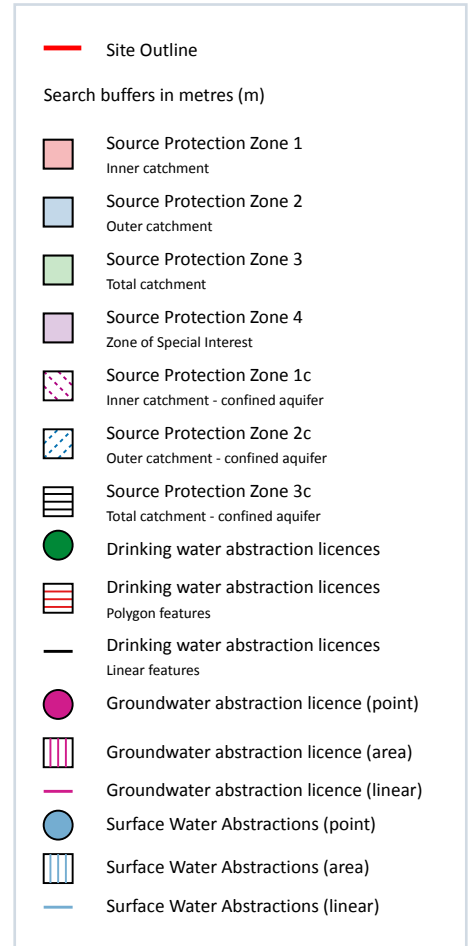 Site Outline
Search buffers in metres (m)
Source Protection Zone 1
Inner catchment
Source Protection Zone 2
Outer catchment
Source Protection Zone 3
Total catchment
Source Protection Zone 4
Zone of Special Interest
Source Protection Zone 1c
Inner catchment - confined aquifer
Source Protection Zone 2c
Outer catchment - confined aquifer
Source Protection Zone 3c
Total catchment - confined aquifer
Drinking water abstraction licences
Drinking water abstraction licences
Polygon features
Drinking water abstraction licences
Linear features
Groundwater abstraction licence (point)
Groundwater abstraction licence (area)
Groundwater abstraction licence (linear)
Surface Water Abstractions (point)
Surface Water Abstractions (area)
Surface Water Abstractions (linear)